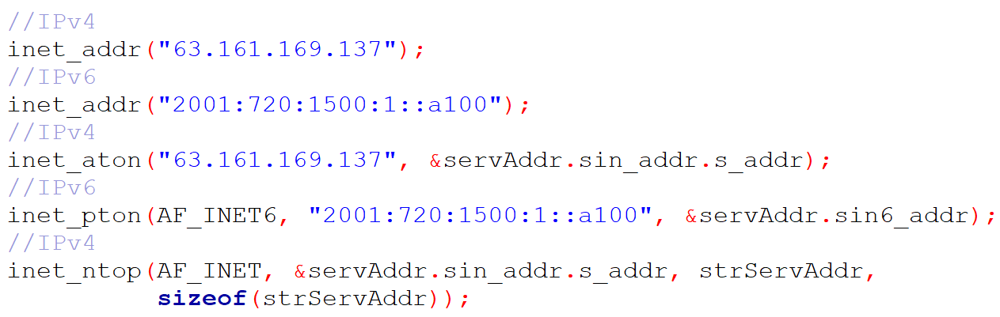 //IPv4
inet_addr("63.161.169.137");
//IPv6
inet_addr("2001:720:1500:1::a100");
//IPv4
inet_aton("63.161.169.137", &servAddr.sin_addr.s_addr);
//IPv6
inet_pton(AF_INET6, "2001:720:1500:1::a100", &servAddr.sin6_addr);
//IPv4
inet_ntop(AF_INET, &servAddr.sin_addr.s_addr, strServAddr,
sizeof(strServAddr));